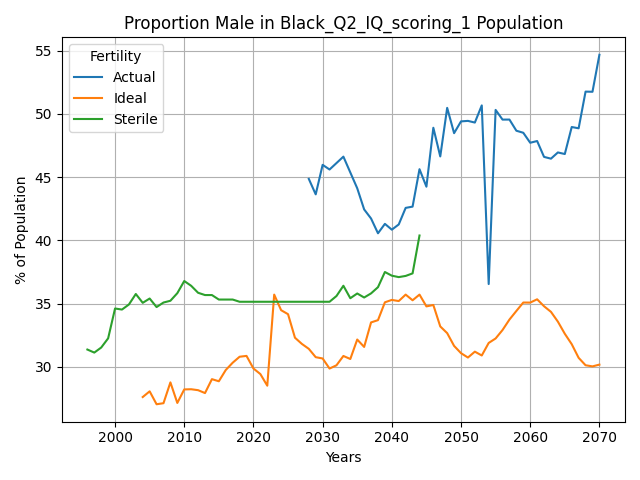 Proportion Male in Black_Q2_IQ_scoring_1 Population
Fertility
Actual
Ideal
Sterile
% of Population
55
50
45
40
35
30
2000 2010 2020 2030 2040 2050 2060 2070
Years